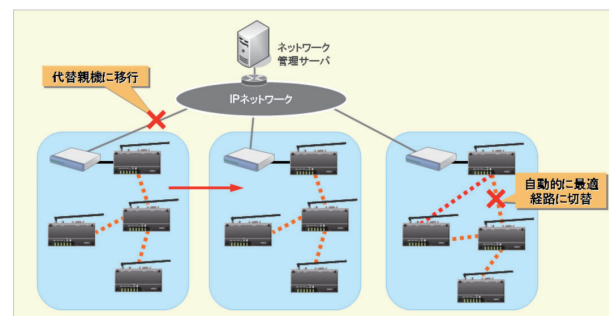 ネットワーク
管理サーバ
代替親機に移行
IPネットワーク
自動的に最適
経路に切替